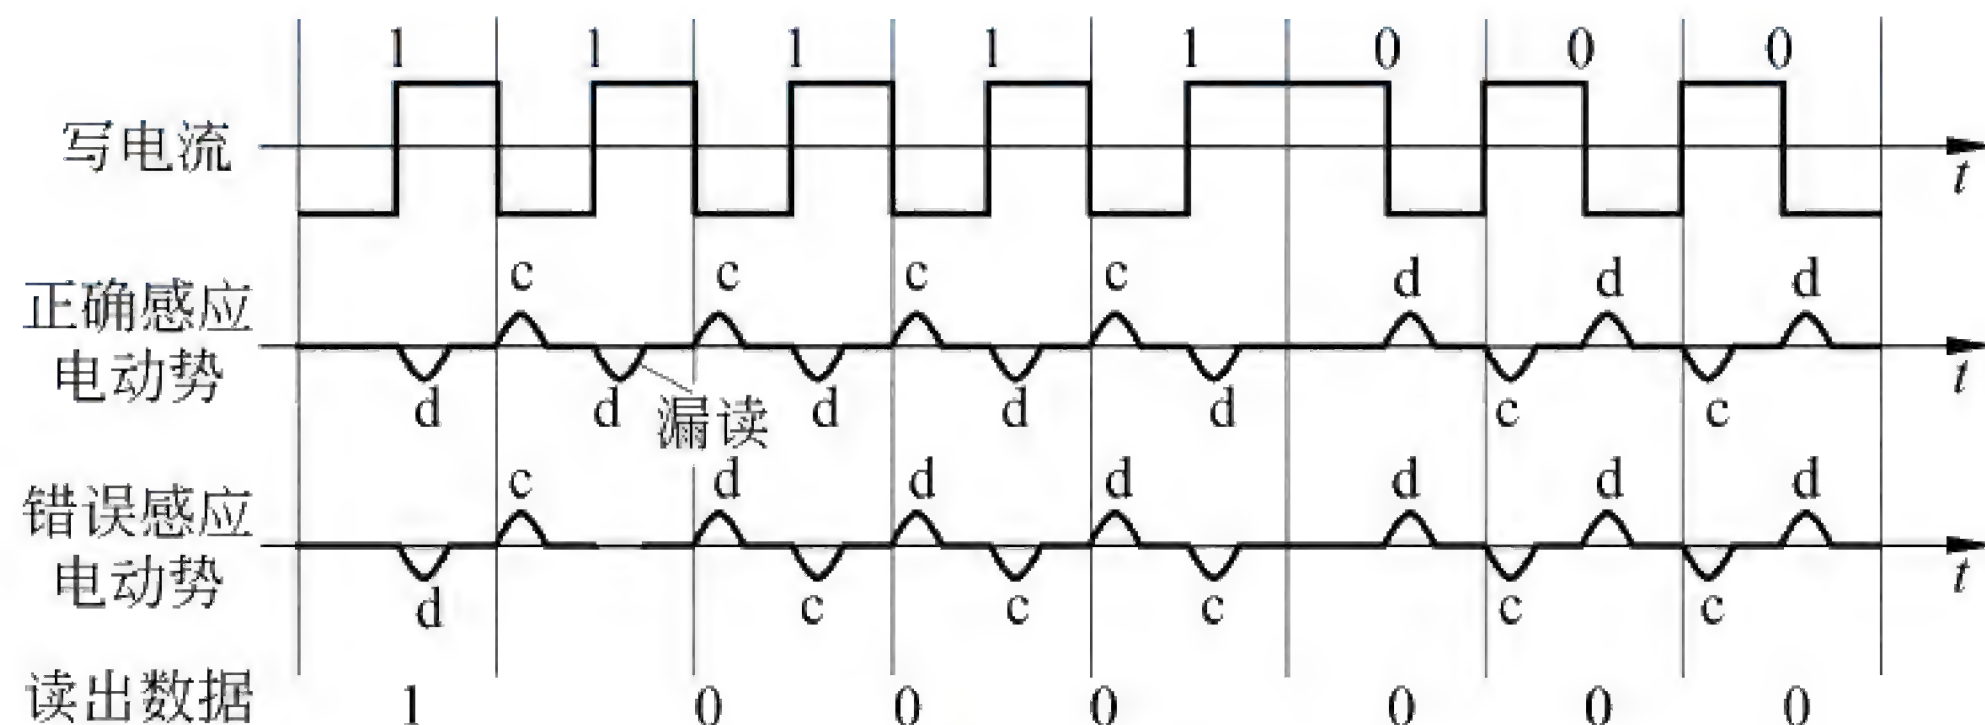 1 1 1 1 1 0 0 0
写电流
t
c c c c d d d
正确感应
电动势
t
d d 漏读 d d d c c
c d d d d d d
错误感应
电动势
t
d c c c c c
读出数据 1 0 0 0 0 0 0